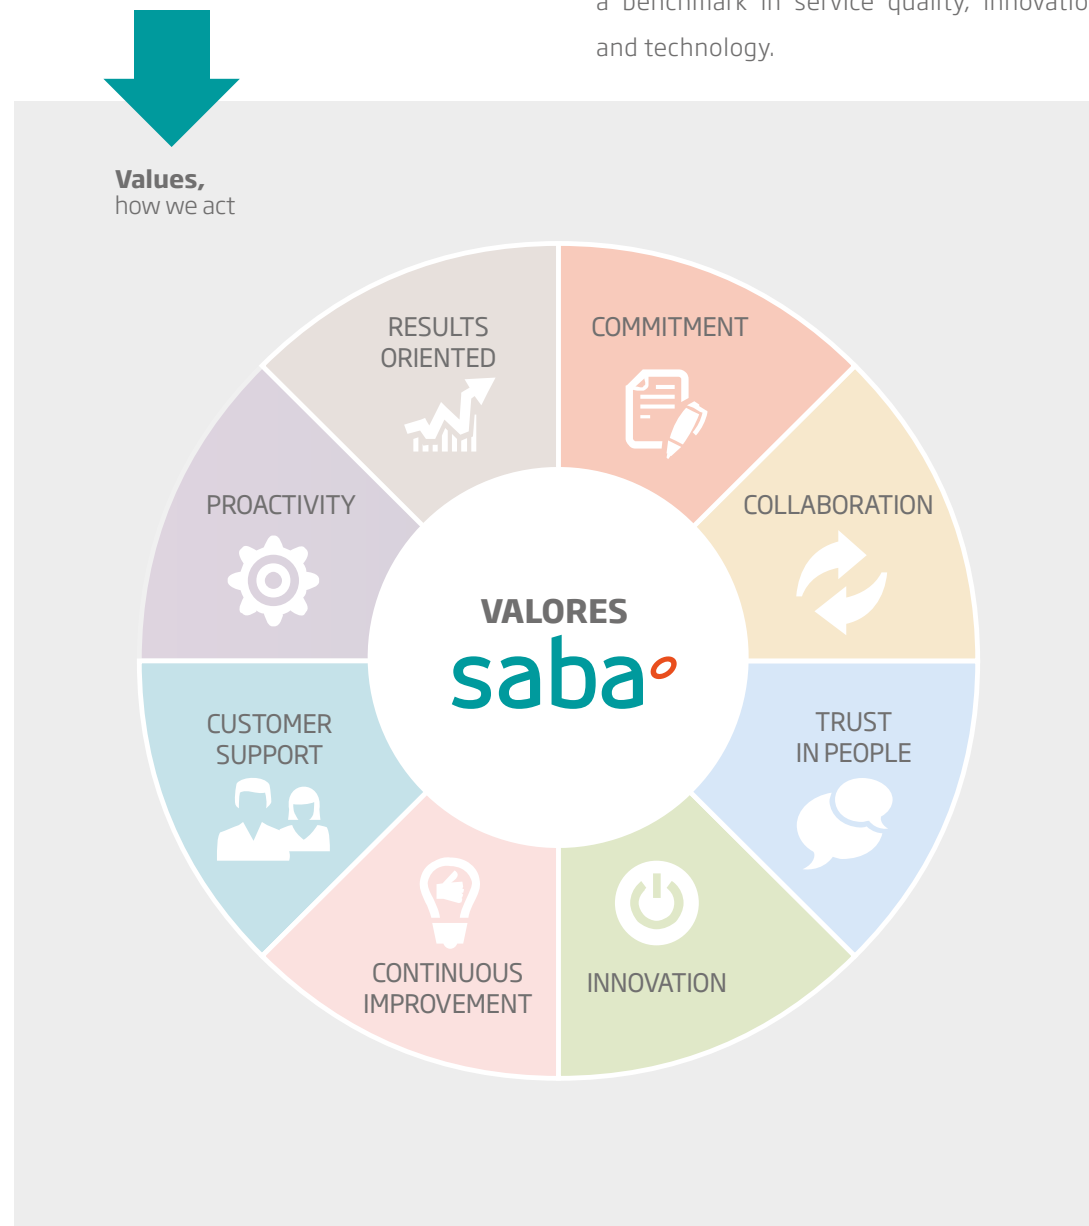 a benchmark in service quality, innovatio
and technology.
Values,
how we act
RESULTS
ORIENTED
COMMITMENT
COLLABORATION
TRUST
IN PEOPLE
INNOVATION
CONTINUOUS
IMPROVEMENT
CUSTOMER
SUPPORT
PROACTIVITY
VALORES
saba